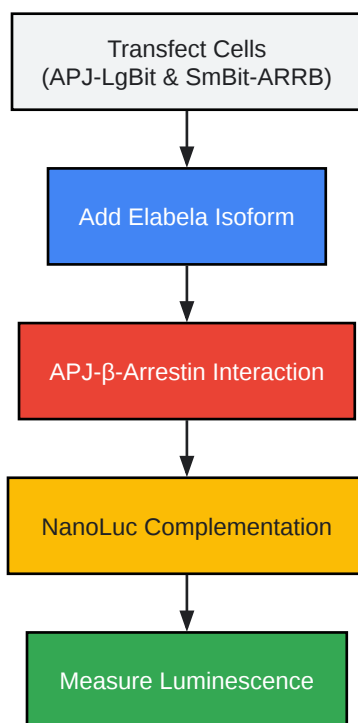 Transfect Cells
(APJ-LgBit & SmBit-ARRB)
Add Elabela Isoform
APJ-β-Arrestin Interaction
NanoLuc Complementation
Measure Luminescence